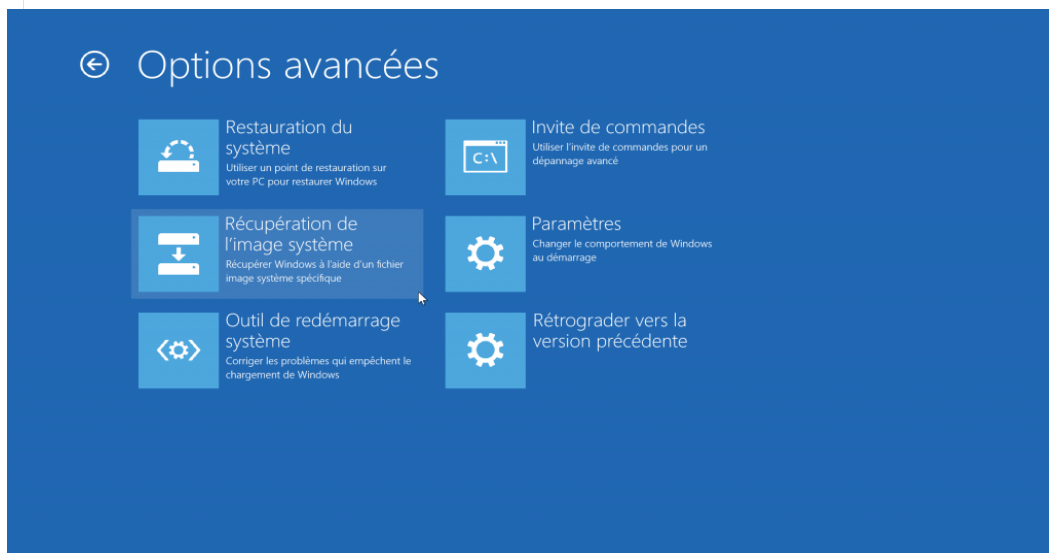 Options avancées
Restauration du
système
Utiliser un point de restauration sur
votre PC pour restaurer Windows
Récupération de
l'image système
Récupérer Windows à l'aide d'un fichier
image système spécifique
Outil de redémarrage
système
Corriger les problèmes qui empêchent le
chargement de Windows
C:\
Invite de commandes
Utiliser l'invite de commandes pour un
dépannage avancé
Paramètres
Changer le comportement de Windows
au démarrage
Rétrograder vers la
version précédente